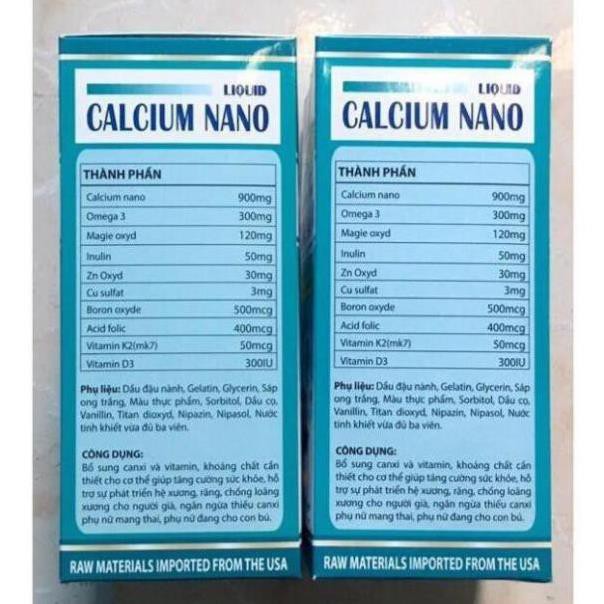 LIQUID
CALCIUM NANO
THÀNH PHẦN
Calcium nano 900mg
Omega 3 300mg
Magie oxyd 120mg
Inulin 50mg
Zn Oxyd 30mg
Cu sulfat 3mg
Boron oxyde 500mcg
Acid folic 400mcg
Vitamin K2(mk7) 50mcg
Vitamin D3 300IU
Phụ liệu: Dầu đậu nành, Gelatin, Glycerin, Sáp
ong trắng, Màu thực phẩm, Sorbitol, Dầu cọ,
Vanillin, Titan dioxyd, Nipazin, Nipasol, Nước
tinh khiết vừa đủ ba viên.
CÔNG DỤNG:
Bổ sung canxi và vitamin, khoáng chất cần
thiết cho cơ thể giúp tăng cường sức khỏe, hỗ
trợ sự phát triển hệ xương, răng, chống loãng
xương cho người già, ngăn ngừa thiếu canxi
phụ nữ mang thai, phụ nữ đang cho con bú.
RAW MATERIALS IMPORTED FROM THE USA
LIQUID
CALCIUM NANO
THÀNH PHẦN
Calcium nano 900mg
Omega 3 300mg
Magie oxyd 120mg
Inulin 50mg
Zn Oxyd 30mg
Cu sulfat 3mg
Boron oxyde 500mcg
Acid folic 400mcg
Vitamin K2(mk7) 50mcg
Vitamin D3 300IU
Phụ liệu: Dầu đậu nành, Gelatin, Glycerin, Sáp
ong trắng, Màu thực phẩm, Sorbitol, Dầu cọ,
Vanillin, Titan dioxyd, Nipazin, Nipasol, Nước
tinh khiết vừa đủ ba viên.
CÔNG DỤNG:
Bổ sung canxi và vitamin, khoáng chất cần
thiết cho cơ thể giúp tăng cường sức khỏe, hỗ
trợ sự phát triển hệ xương, răng, chống loãng
xương cho người già, ngăn ngừa thiếu canxi
phụ nữ mang thai, phụ nữ đang cho con bú.
RAW MATERIALS IMPORTED FROM THE USA